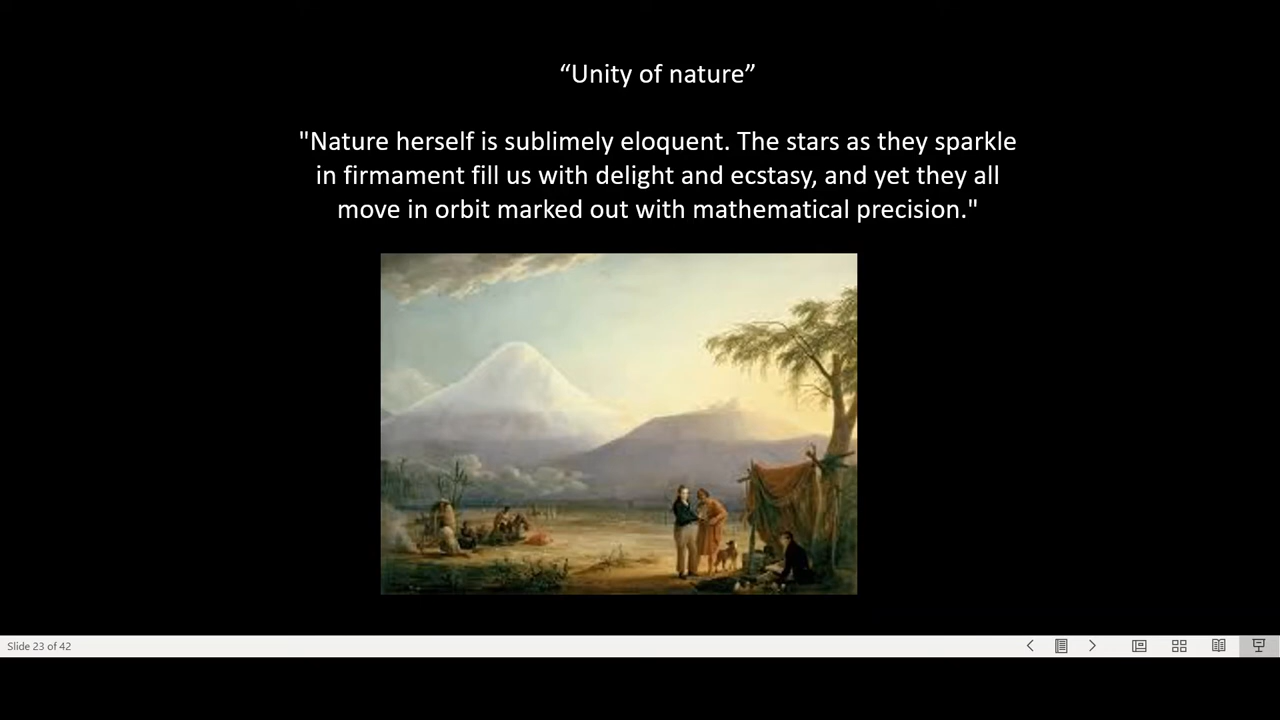 “Unity of nature”
"Nature herself is sublimely eloquent. The stars as they sparkle
in firmament fill us with delight and ecstasy, and yet they all
move in orbit marked out with mathematical precision."
Slide 23 of 42